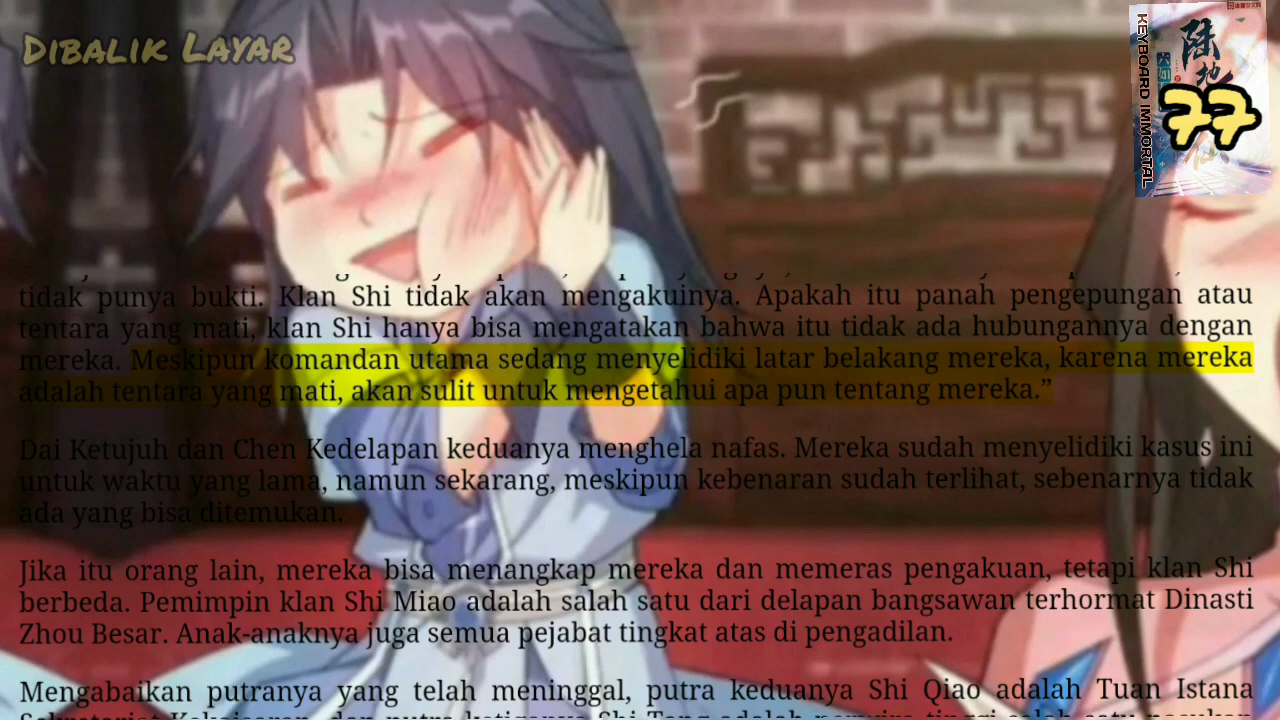 Dibalik Layar
KEYBOARD IMMORTAL
陆地
77
tidak punya bukti. Klan Shi tidak akan mengakuinya. Apakah itu panah pengepungan atau
tentara yang mati, klan Shi hanya bisa mengatakan bahwa itu tidak ada hubungannya dengan
mereka. Meskipun komandan utama sedang menyelidiki latar belakang mereka, karena mereka
adalah tentara yang mati, akan sulit untuk mengetahui apa pun tentang mereka.”
Dai Ketujuh dan Chen Kedelapan keduanya menghela nafas. Mereka sudah menyelidiki kasus ini
untuk waktu yang lama, namun sekarang, meskipun kebenaran sudah terlihat, sebenarnya tidak
ada yang bisa ditemukan.
Jika itu orang lain, mereka bisa menangkap mereka dan memeras pengakuan, tetapi klan Shi
berbeda. Pemimpin klan Shi Miao adalah salah satu dari delapan bangsawan terhormat Dinasti
Zhou Besar. Anak-anaknya juga semua pejabat tingkat atas di pengadilan.
Mengabaikan putranya yang telah meninggal, putra keduanya Shi Qiao adalah Tuan Istana